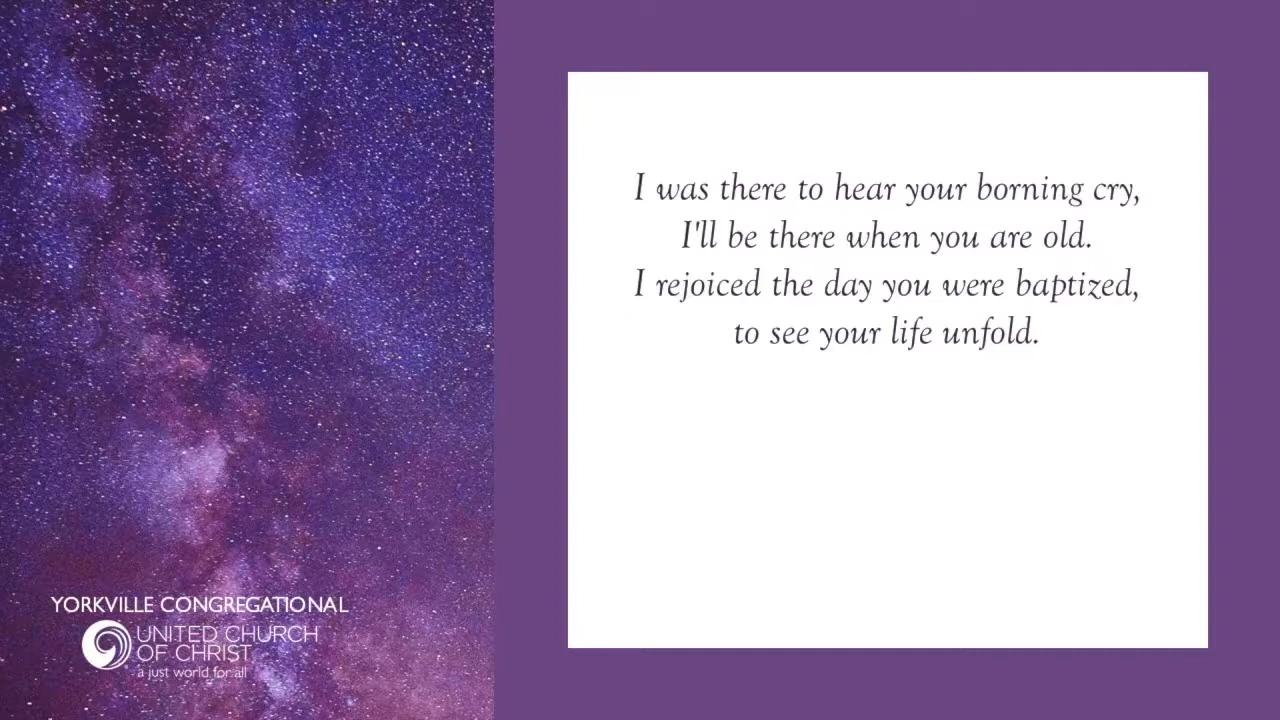 I was there to hear your borning cry,
I'll be there when you are old.
I rejoiced the day you were baptized,
to see your life unfold.
YORKVILLE CONGREGATIONAL
UNITED CHURCH
OF CHRIST
a just world for all